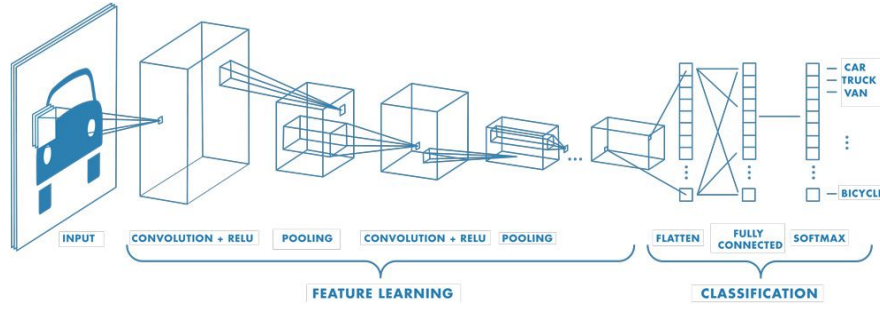 CAR
TRUCK
VAN
BICYCLE
INPUT
CONVOLUTION + RELU
POOLING
CONVOLUTION + RELU
POOLING
FLATTEN
FULLY
CONNECTED
SOFTMAX
FEATURE LEARNING
CLASSIFICATION